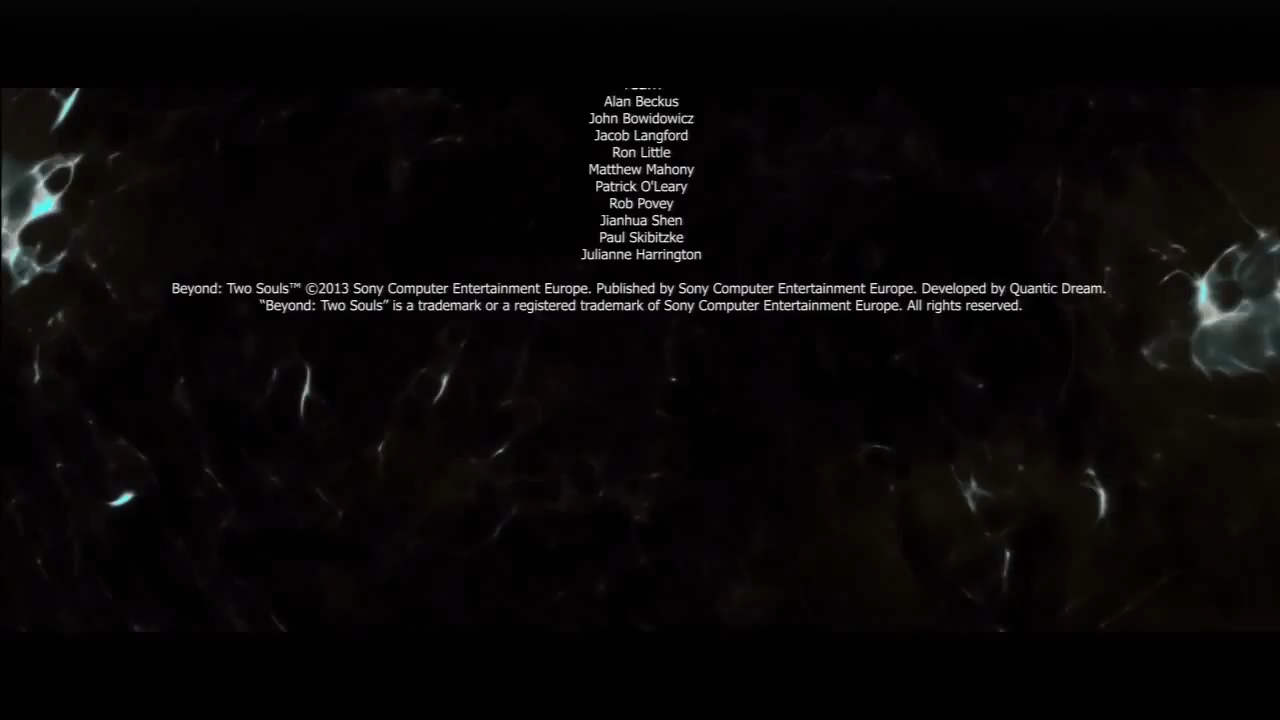 Alan Beckus
John Bowidowicz
Jacob Langford
Ron Little
Matthew Mahony
Patrick O'Leary
Rob Povey
Jianhua Shen
Paul Skibitzke
Julianne Harrington
Beyond: Two Souls™ ©2013 Sony Computer Entertainment Europe. Published by Sony Computer Entertainment Europe. Developed by Quantic Dream.
“Beyond: Two Souls” is a trademark or a registered trademark of Sony Computer Entertainment Europe. All rights reserved.